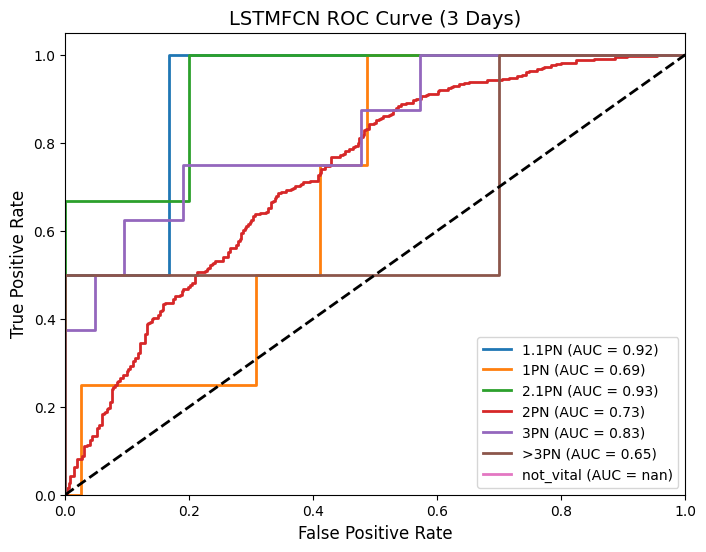 LSTMFCN ROC Curve (3 Days)
True Positive Rate
1.0
0.8
0.6
0.4
0.2
0.0
1.1PN (AUC = 0.92)
1PN (AUC = 0.69)
2.1PN (AUC = 0.93)
2PN (AUC = 0.73)
3PN (AUC = 0.83)
>3PN (AUC = 0.65)
not_vital (AUC = nan)
0.0 0.2 0.4 0.6 0.8 1.0
False Positive Rate